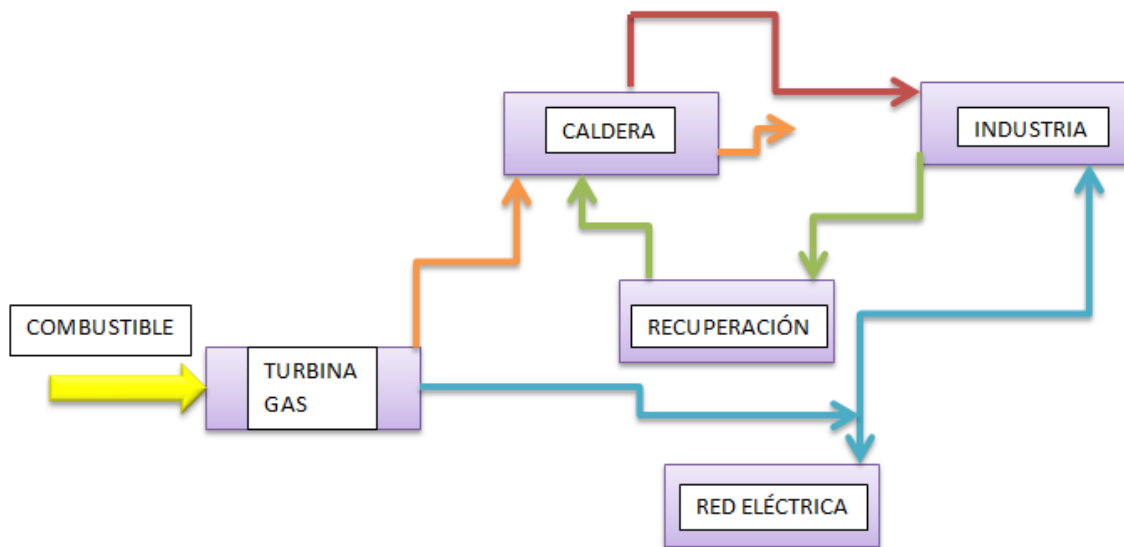 CALDERA
INDUSTRIA
RECUPERACIÓN
COMBUSTIBLE
TURBINA
GAS
RED ELÉCTRICA